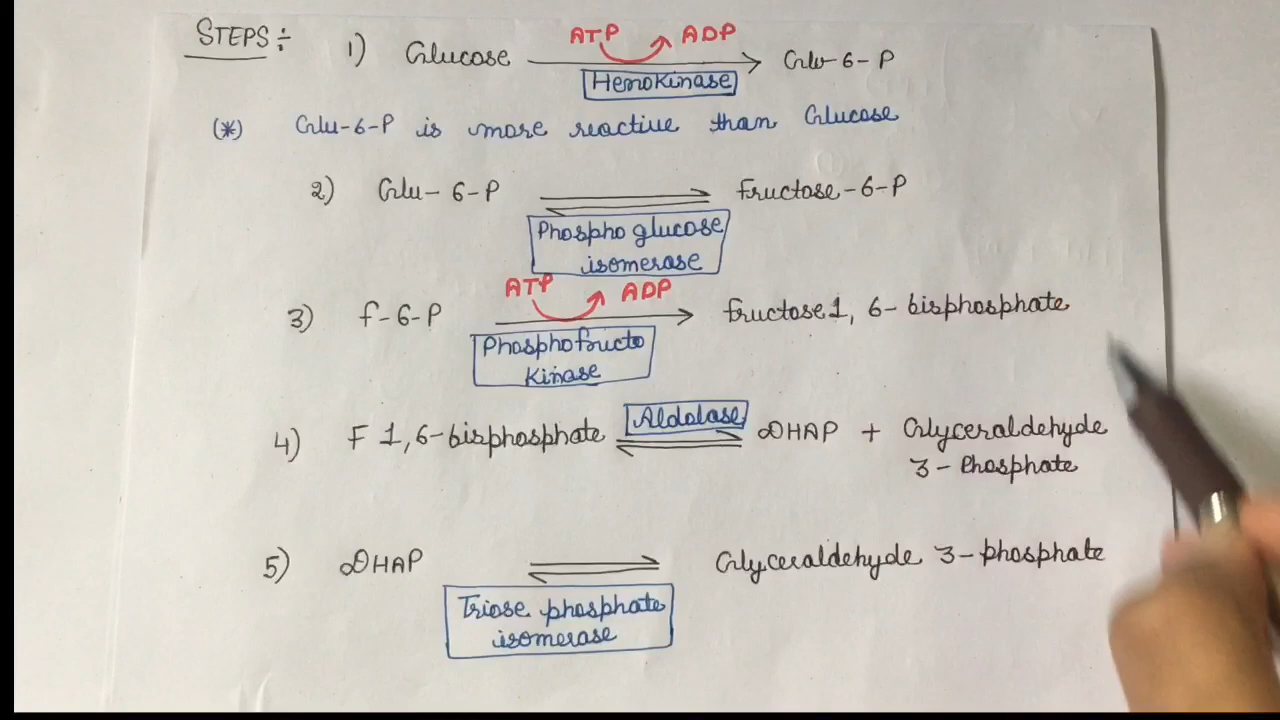 STEPS÷
1) Glucose ATP ADP Glu-6-P
Hemokinase
(*) Glu-6-P is more reactive than Glucose
2) Glu-6-P Fructose-6-P
Phospho glucose
isomerase
ATP ADP
3) f-6-P Fructose 1, 6-bisphosphate
Phosphofructo
Kinase
4) F 1,6-bisphosphate Aldolase DHAP + Glyceraldehyde
3-Phosphate
5) DHAP Glyceraldehyde 3-phosphate
Triose phosphate
isomerase